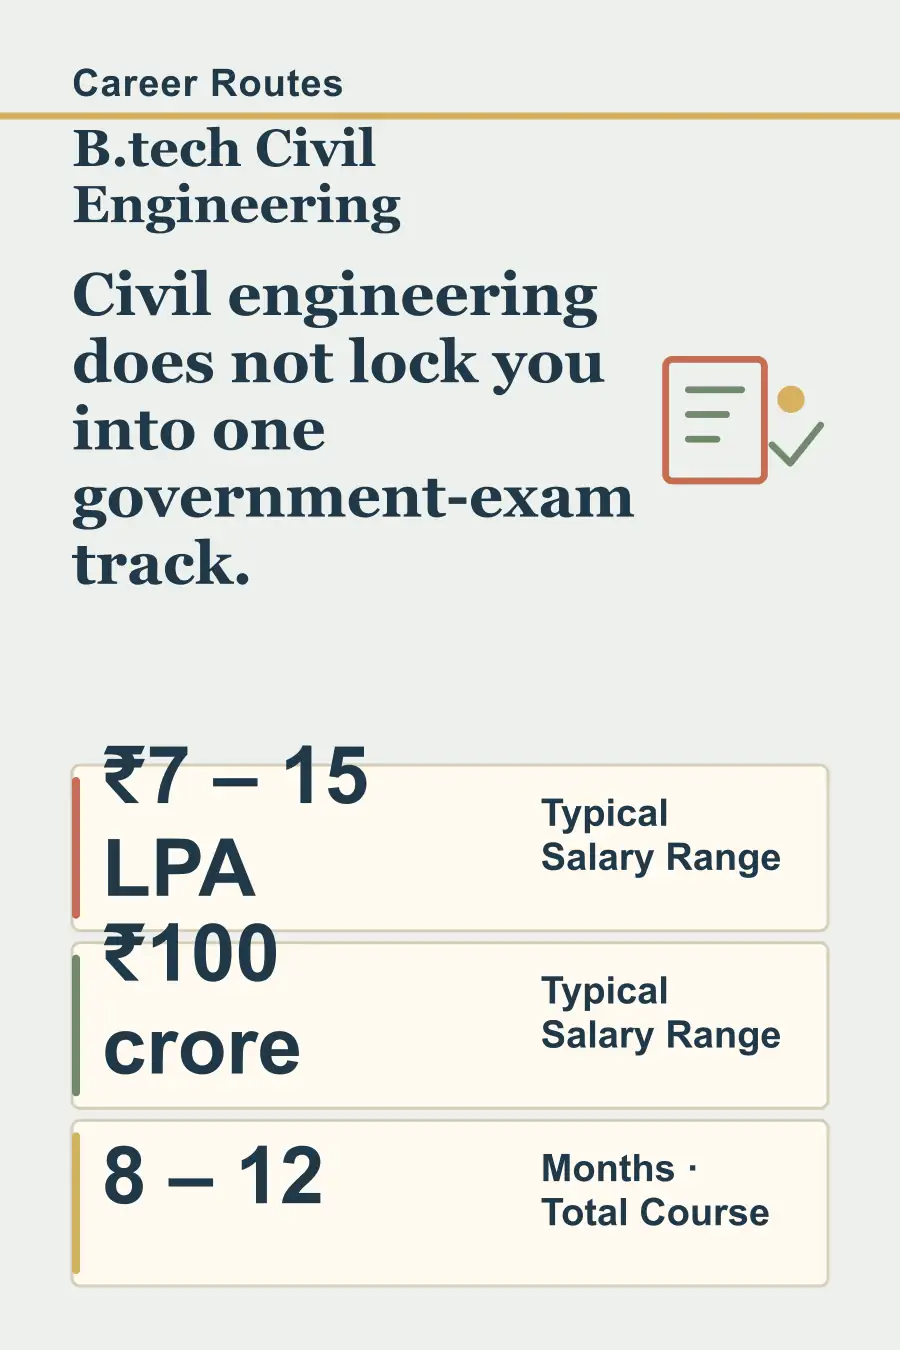 Career Routes
B.tech Civil
Engineering
Civil engineering
does not lock you
into one
government-exam
track.
₹7 – 15
LPA
Typical
Salary Range
₹100
crore
Typical
Salary Range
8 – 12
Months ·
Total Course